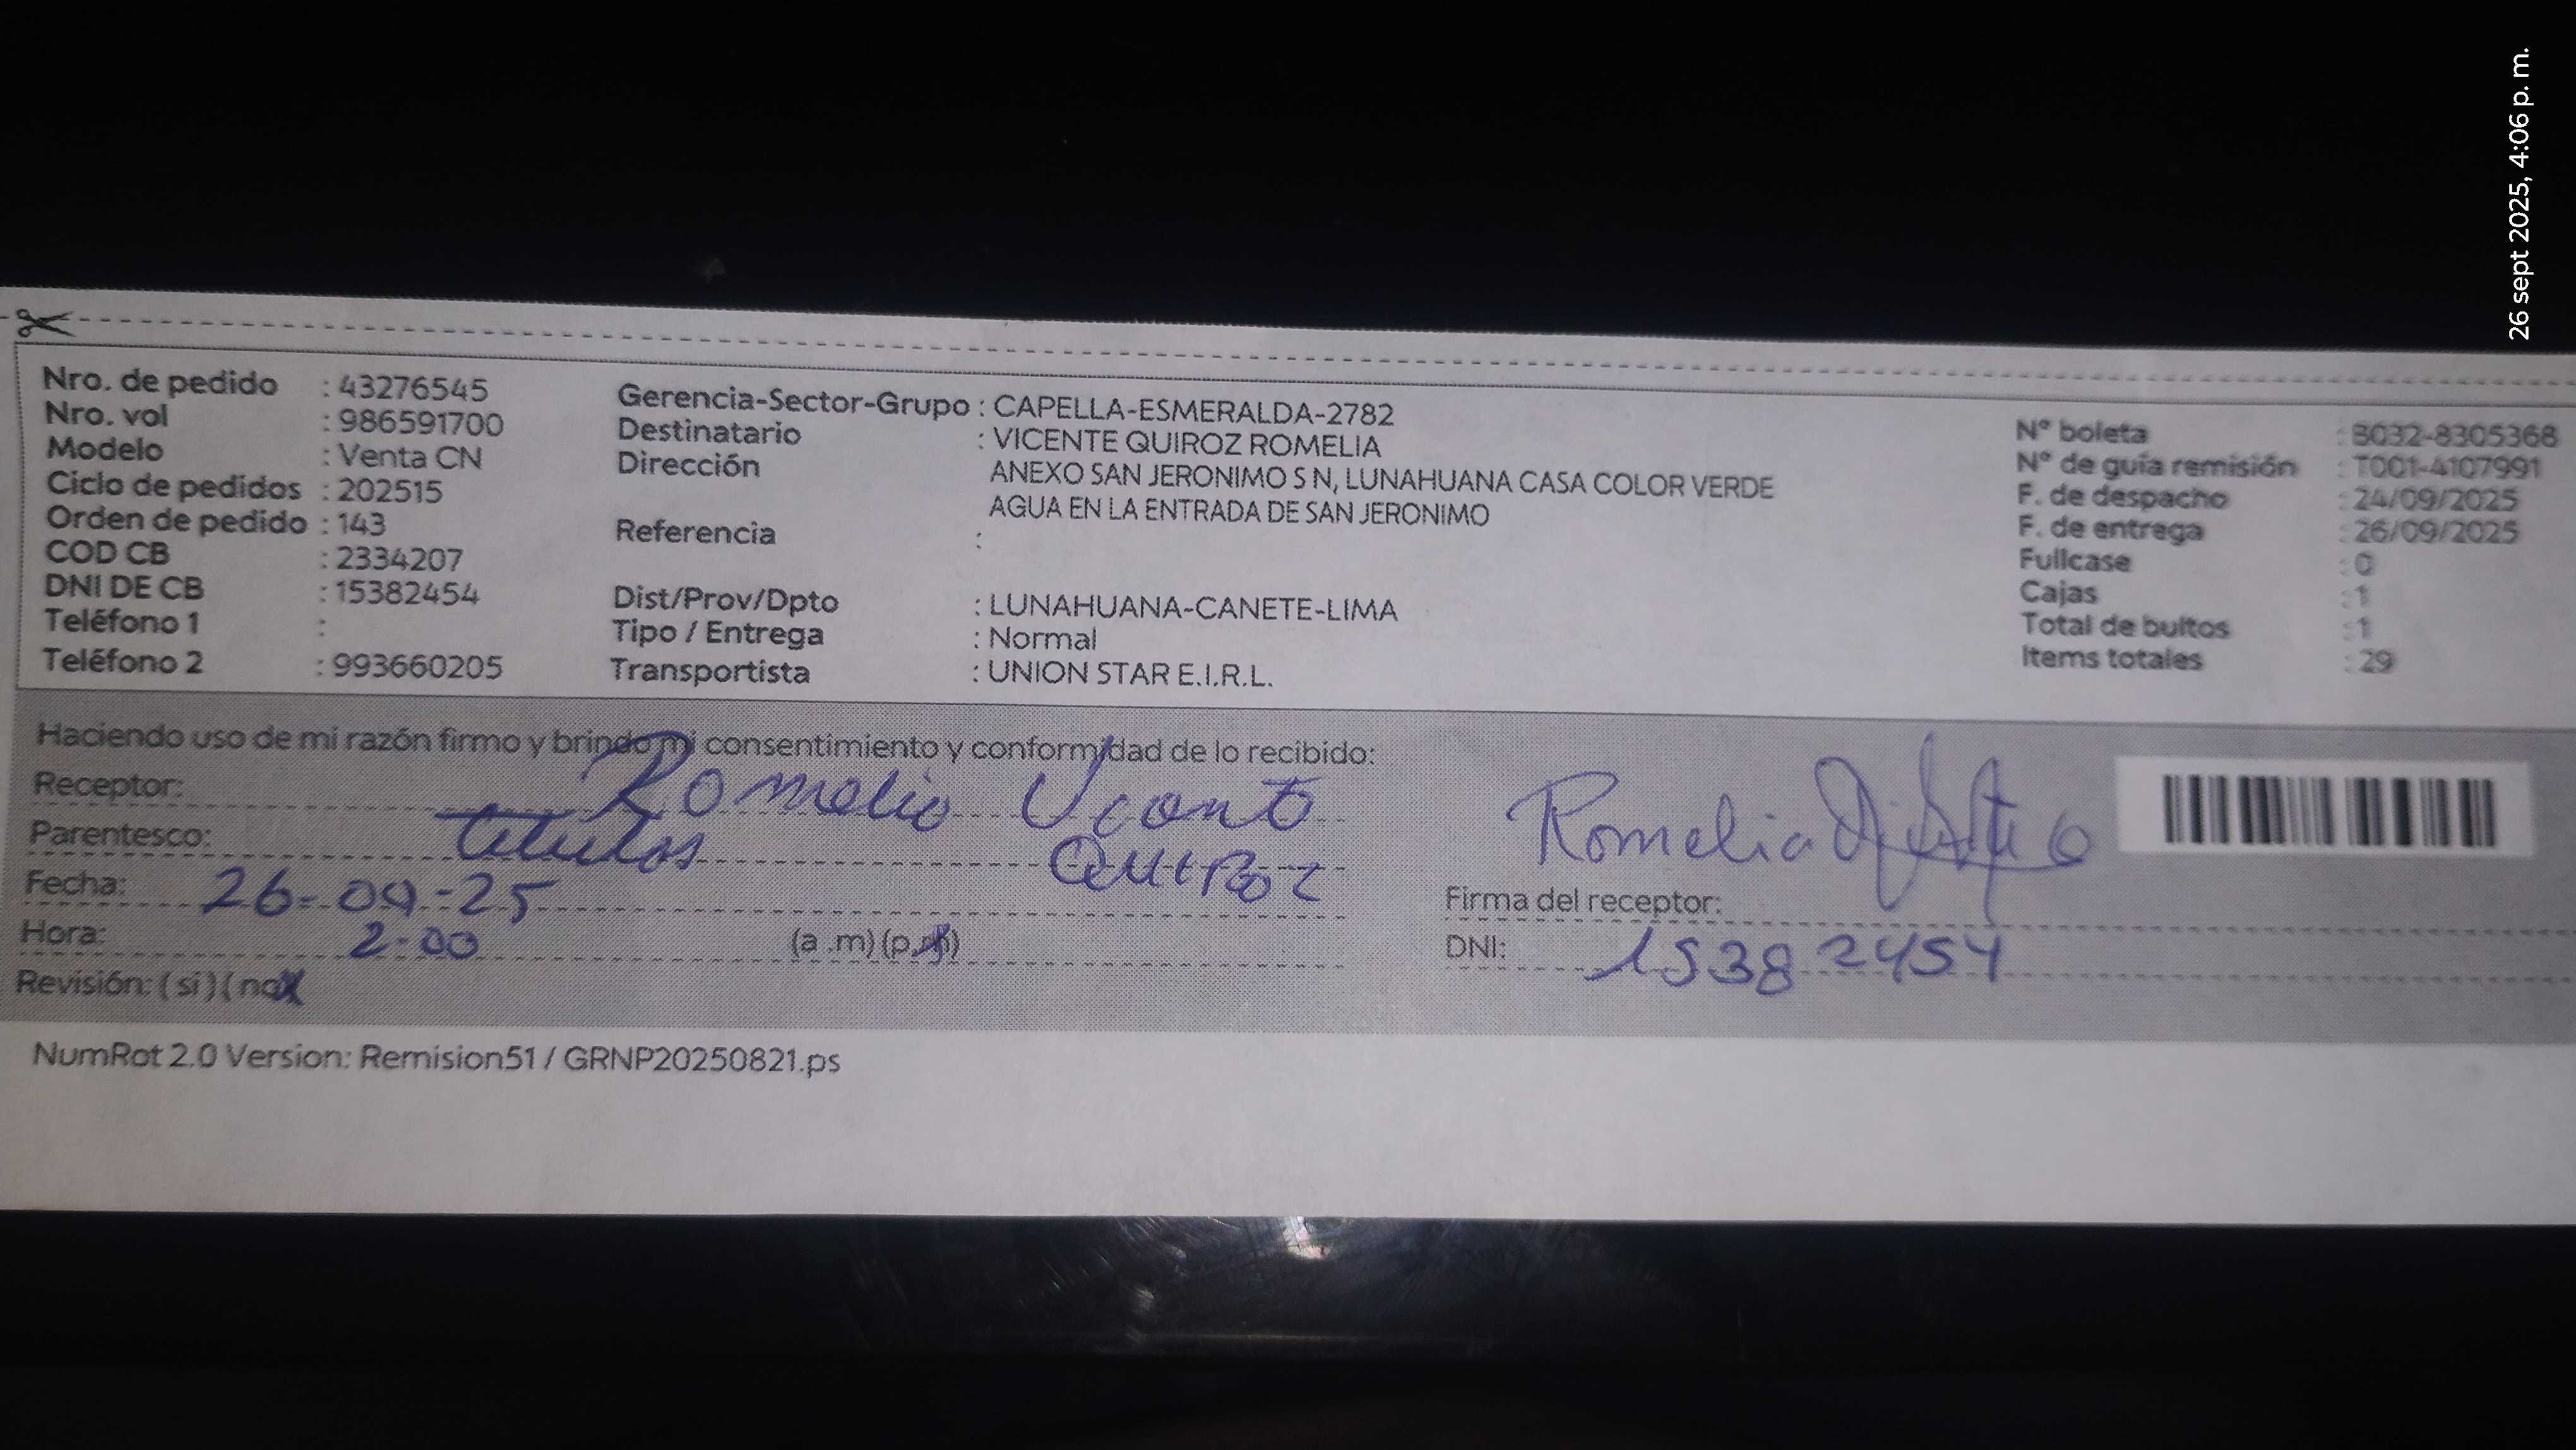 26 sept 2025, 4:06 p. m.
Nro. de pedido : 43276545
Nro. vol : 986591700
Modelo : Venta CN
Ciclo de pedidos : 202515
Orden de pedido : 143
COD CB : 2334207
DNI DE CB : 15382454
Teléfono 1 :
Teléfono 2 : 993660205
Gerencia-Sector-Grupo : CAPELLA-ESMERALDA-2782
Destinatario : VICENTE QUIROZ ROMELIA
Dirección ANEXO SAN JERONIMO S N, LUNAHUANA CASA COLOR VERDE
AGUA EN LA ENTRADA DE SAN JERONIMO
Referencia :
Dist/Prov/Dpto : LUNAHUANA-CANETE-LIMA
Tipo / Entrega : Normal
Transportista : UNION STAR E.I.R.L.
N° boleta : B032-8305368
N° de guía remisión : T001-4107991
F. de despacho : 24/09/2025
F. de entrega : 26/09/2025
Fullcase : 0
Cajas : 1
Total de bultos : 1
Items totales : 29
Haciendo uso de mi razón firmo y brindo mi consentimiento y conformidad de lo recibido:
Receptor: Romelia
Parentesco:
Quiroz
Fecha: 26-09-25
Hora: 2-00 (a .m) (p.m)
Revisión: ( si ) ( no )
Romelia
Firma del receptor:
DNI: 15382454
NumRot 2.0 Version: Remision51 / GRNP20250821.ps